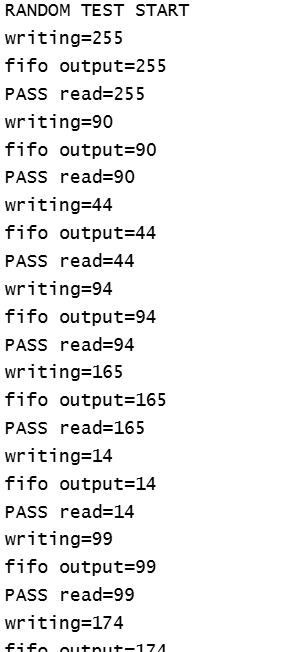 RANDOM TEST START
writing=255
fifo output=255
PASS read=255
writing=90
fifo output=90
PASS read=90
writing=44
fifo output=44
PASS read=44
writing=94
fifo output=94
PASS read=94
writing=165
fifo output=165
PASS read=165
writing=14
fifo output=14
PASS read=14
writing=99
fifo output=99
PASS read=99
writing=174
fifo output=174